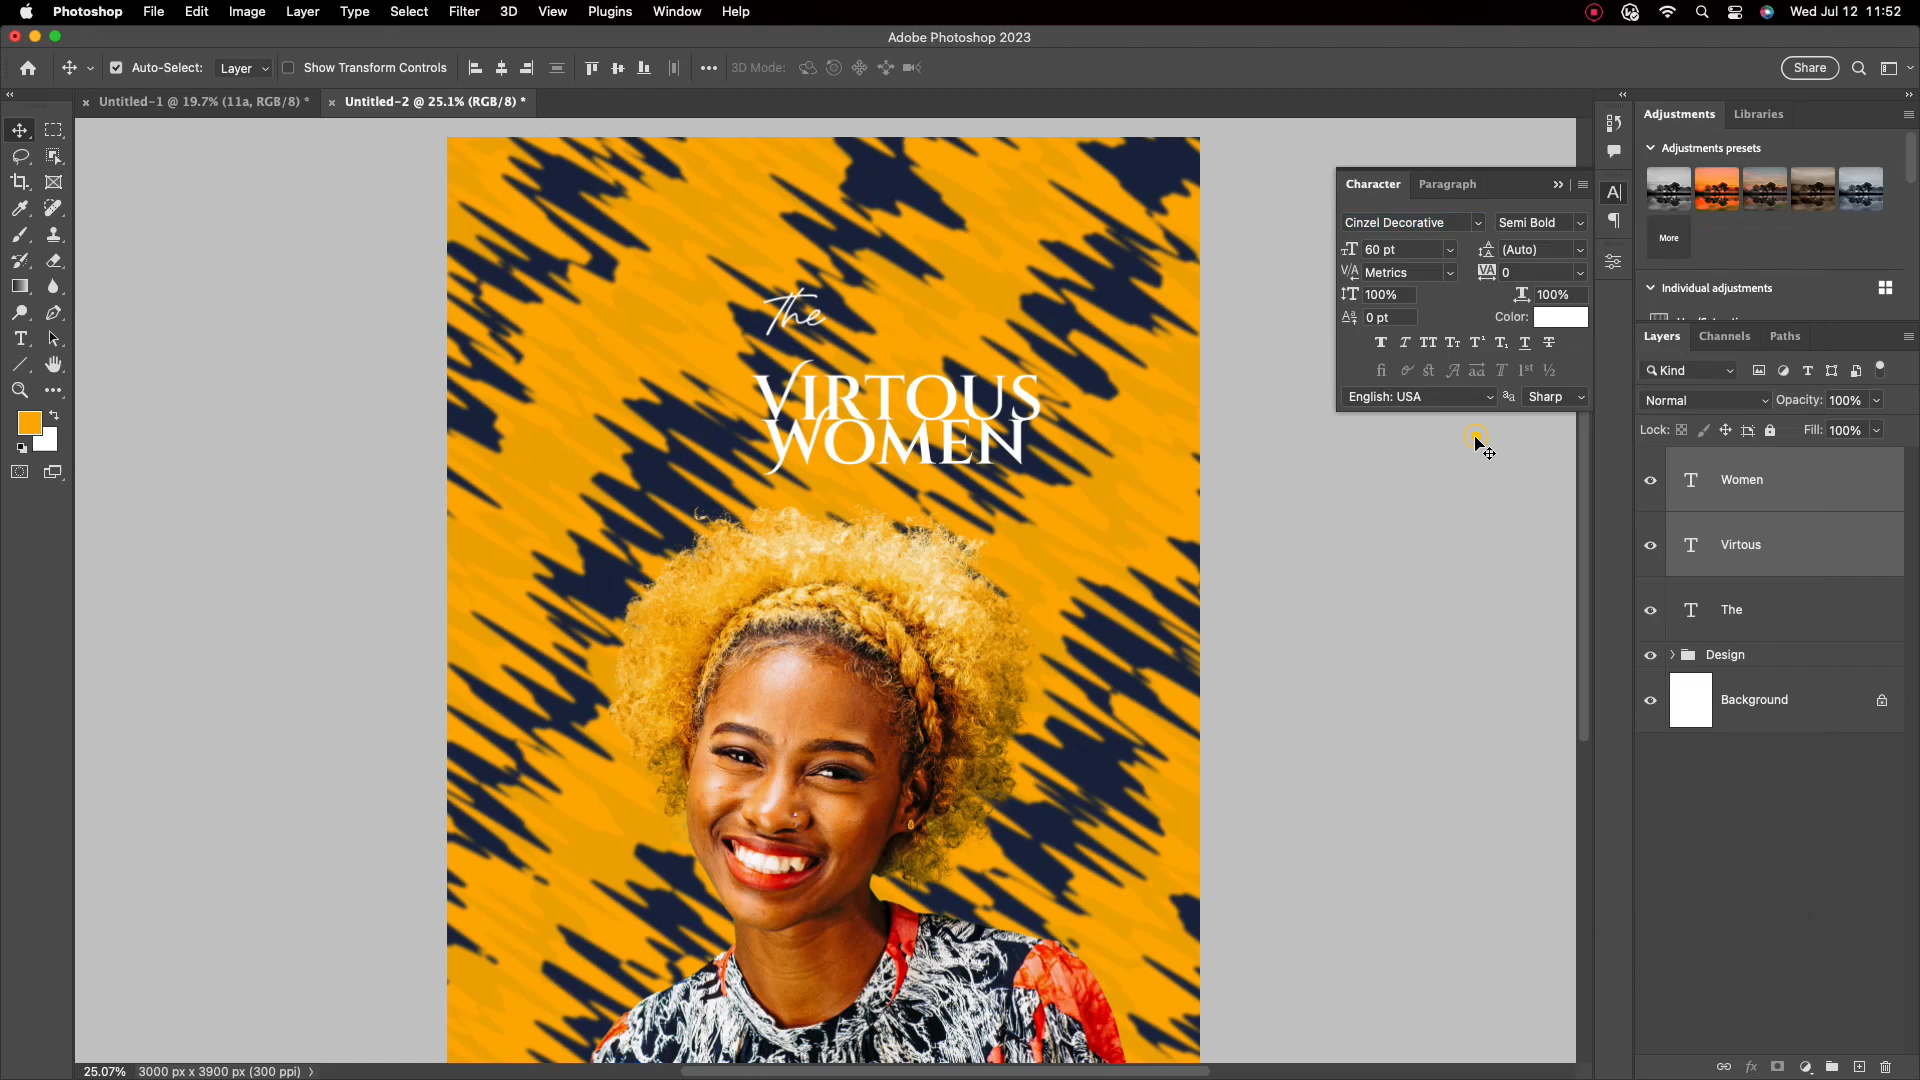 Photoshop File Edit Image Layer Type Select Filter 3D View Plugins Window Help Wed Jul 12 11:52
Adobe Photoshop 2023
Auto-Select: Layer Show Transform Controls 3D Mode: Share
Untitled-1 @ 19.7% (11a, RGB/8) * Untitled-2 @ 25.1% (RGB/8) *
Adjustments Libraries
Adjustments presets
More
Individual adjustments
Character Paragraph
Cinzel Decorative Semi Bold
60 pt (Auto)
Metrics 0
100% 100%
0 pt Color:
English: USA Sharp
Layers Channels Paths
Kind
Normal Opacity: 100%
Lock: Fill: 100%
Women
Virtous
The
Design
Background
The
VIRTOUS
WOMEN
25.07% 3000 px x 3900 px (300 ppi)